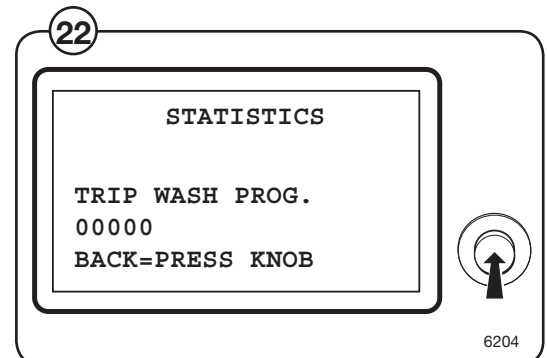 22
STATISTICS
TRIP WASH PROG.
00000
BACK=PRESS KNOB
6204